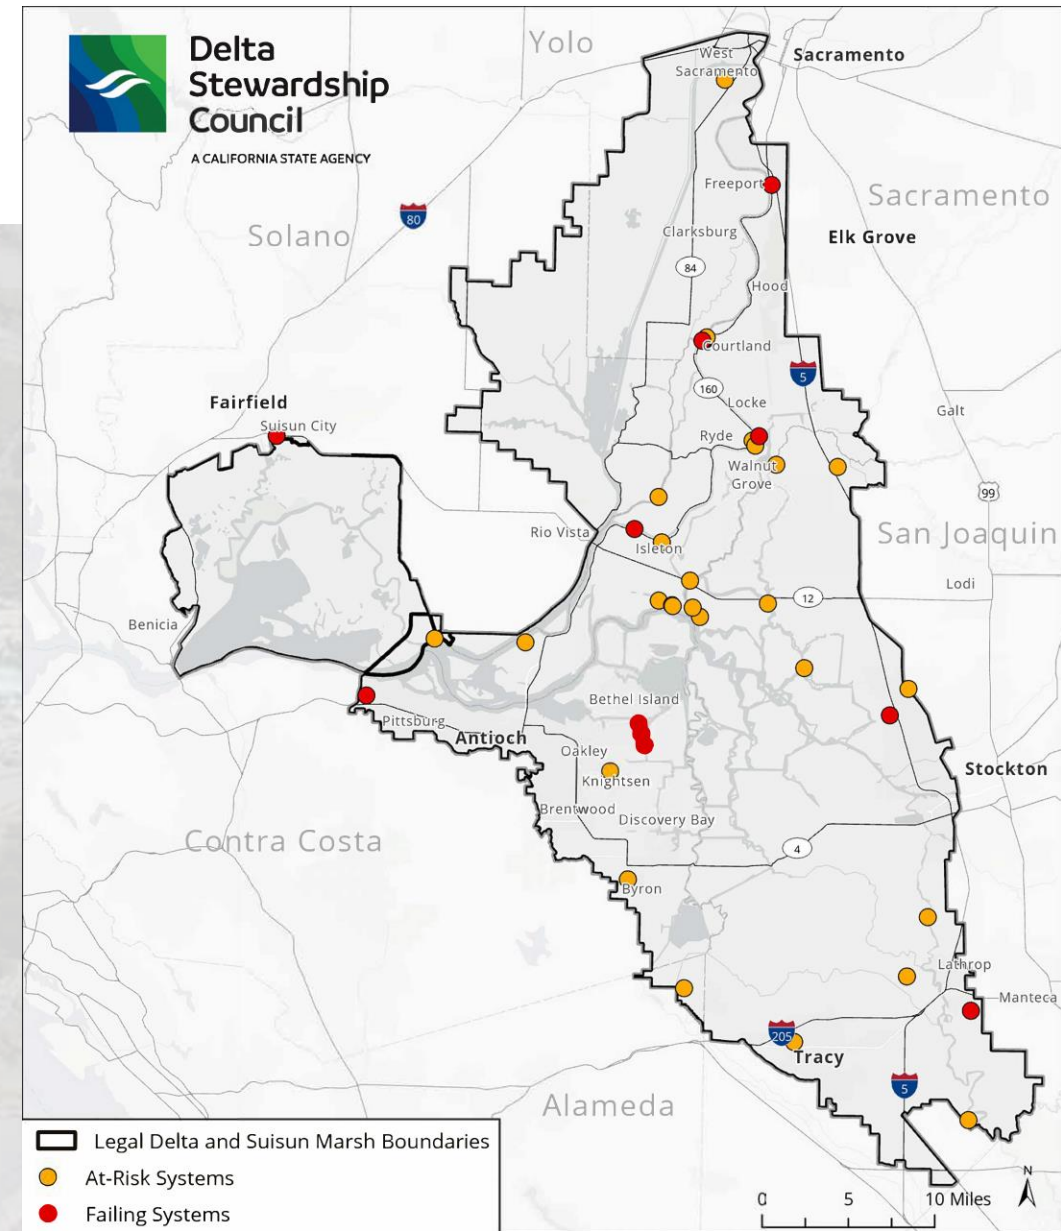 Delta
Stewardship
Council
A CALIFORNIA STATE AGENCY
Yolo
West
Sacramento
Sacramento
Freeport
Sacramento
80
Solano
Clarksburg
Elk Grove
84
Hood
Courtland
5
160
Fairfield
Suisun City
Locke
Galt
Ryde
Walnut
Grove
99
Rio Vista
Isleton
San Joaquin
Lodi
12
Benicia
Bethel Island
Pittsburg
Antioch
Oakley
Stockton
Knightsen
Brentwood
Discovery Bay
Contra Costa
4
Byron
Lathrop
Manteca
205
Tracy
5
Alameda
Legal Delta and Suisun Marsh Boundaries
At-Risk Systems
Failing Systems
N
0 5 10 Miles